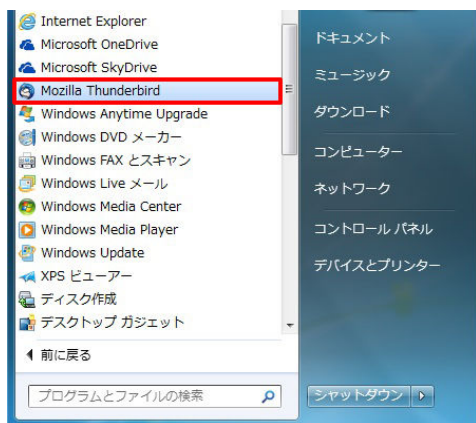 Internet Explorer
Microsoft OneDrive
Microsoft SkyDrive
Mozilla Thunderbird
Windows Anytime Upgrade
Windows DVD メーカー
Windows FAX とスキャン
Windows Live メール
Windows Media Center
Windows Media Player
Windows Update
XPS ビューアー
ディスク作成
デスクトップ ガジェット
前に戻る
プログラムとファイルの検索
ドキュメント
ミュージック
ダウンロード
コンピューター
ネットワーク
コントロール パネル
デバイスとプリンター
シャットダウン